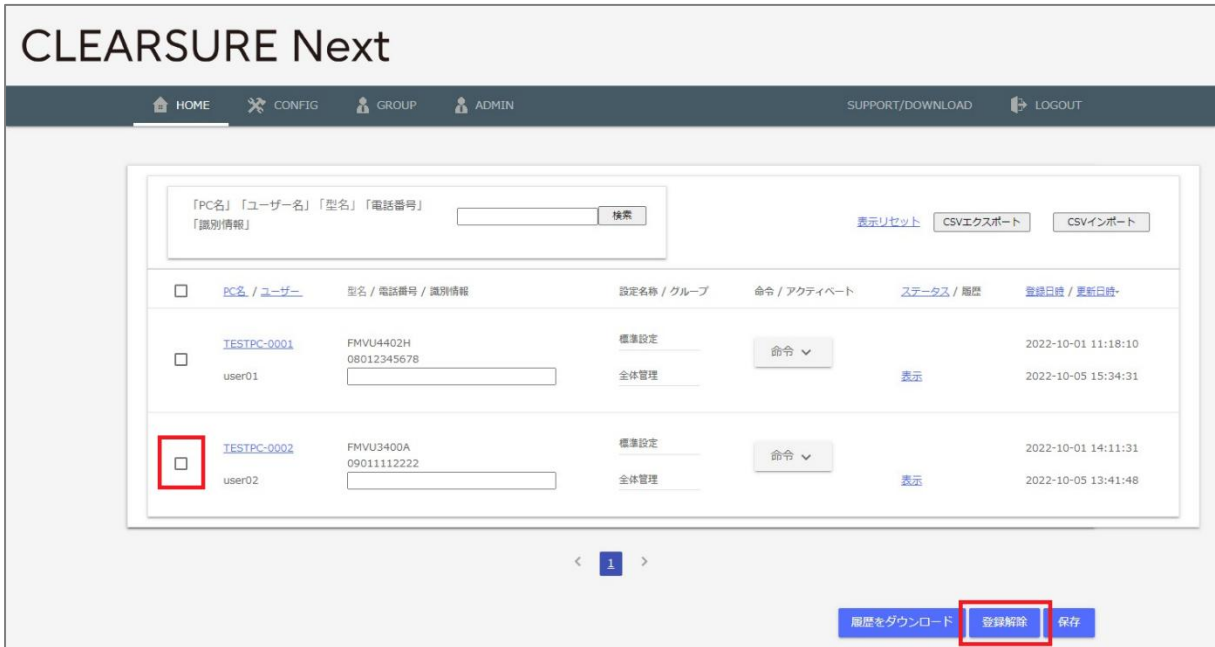 CLEARSURE Next
HOME CONFIG GROUP ADMIN SUPPORT/DOWNLOAD LOGOUT
「PC名」「ユーザー名」「型名」「電話番号」
「識別情報」
検索
表示リセット CSVエクスポート CSVインポート
PC名 / ユーザー 型名 / 電話番号 / 識別情報 設定名称 / グループ 命令 / アクティベート ステータス / 履歴 登録日時 / 更新日時
TESTPC-0001 FMVU4402H 標準設定 命令 2022-10-01 11:18:10
08012345678
user01 全体管理 表示 2022-10-05 15:34:31
TESTPC-0002 FMVU3400A 標準設定 命令 2022-10-01 14:11:31
09011112222
user02 全体管理 表示 2022-10-05 13:41:48
< 1 >
履歴をダウンロード 登録解除 保存